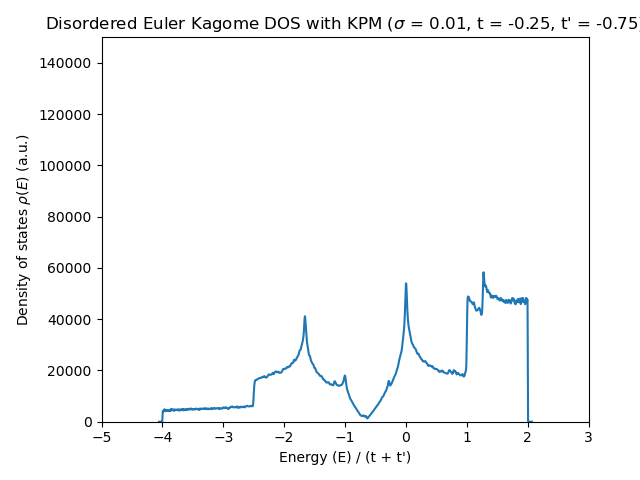 Disordered Euler Kagome DOS with KPM (σ = 0.01, t = -0.25, t' = -0.75)
140000
120000
100000
80000
60000
40000
20000
0
Density of states ρ(E) (a.u.)
−5 −4 −3 −2 −1 0 1 2 3
Energy (E) / (t + t')